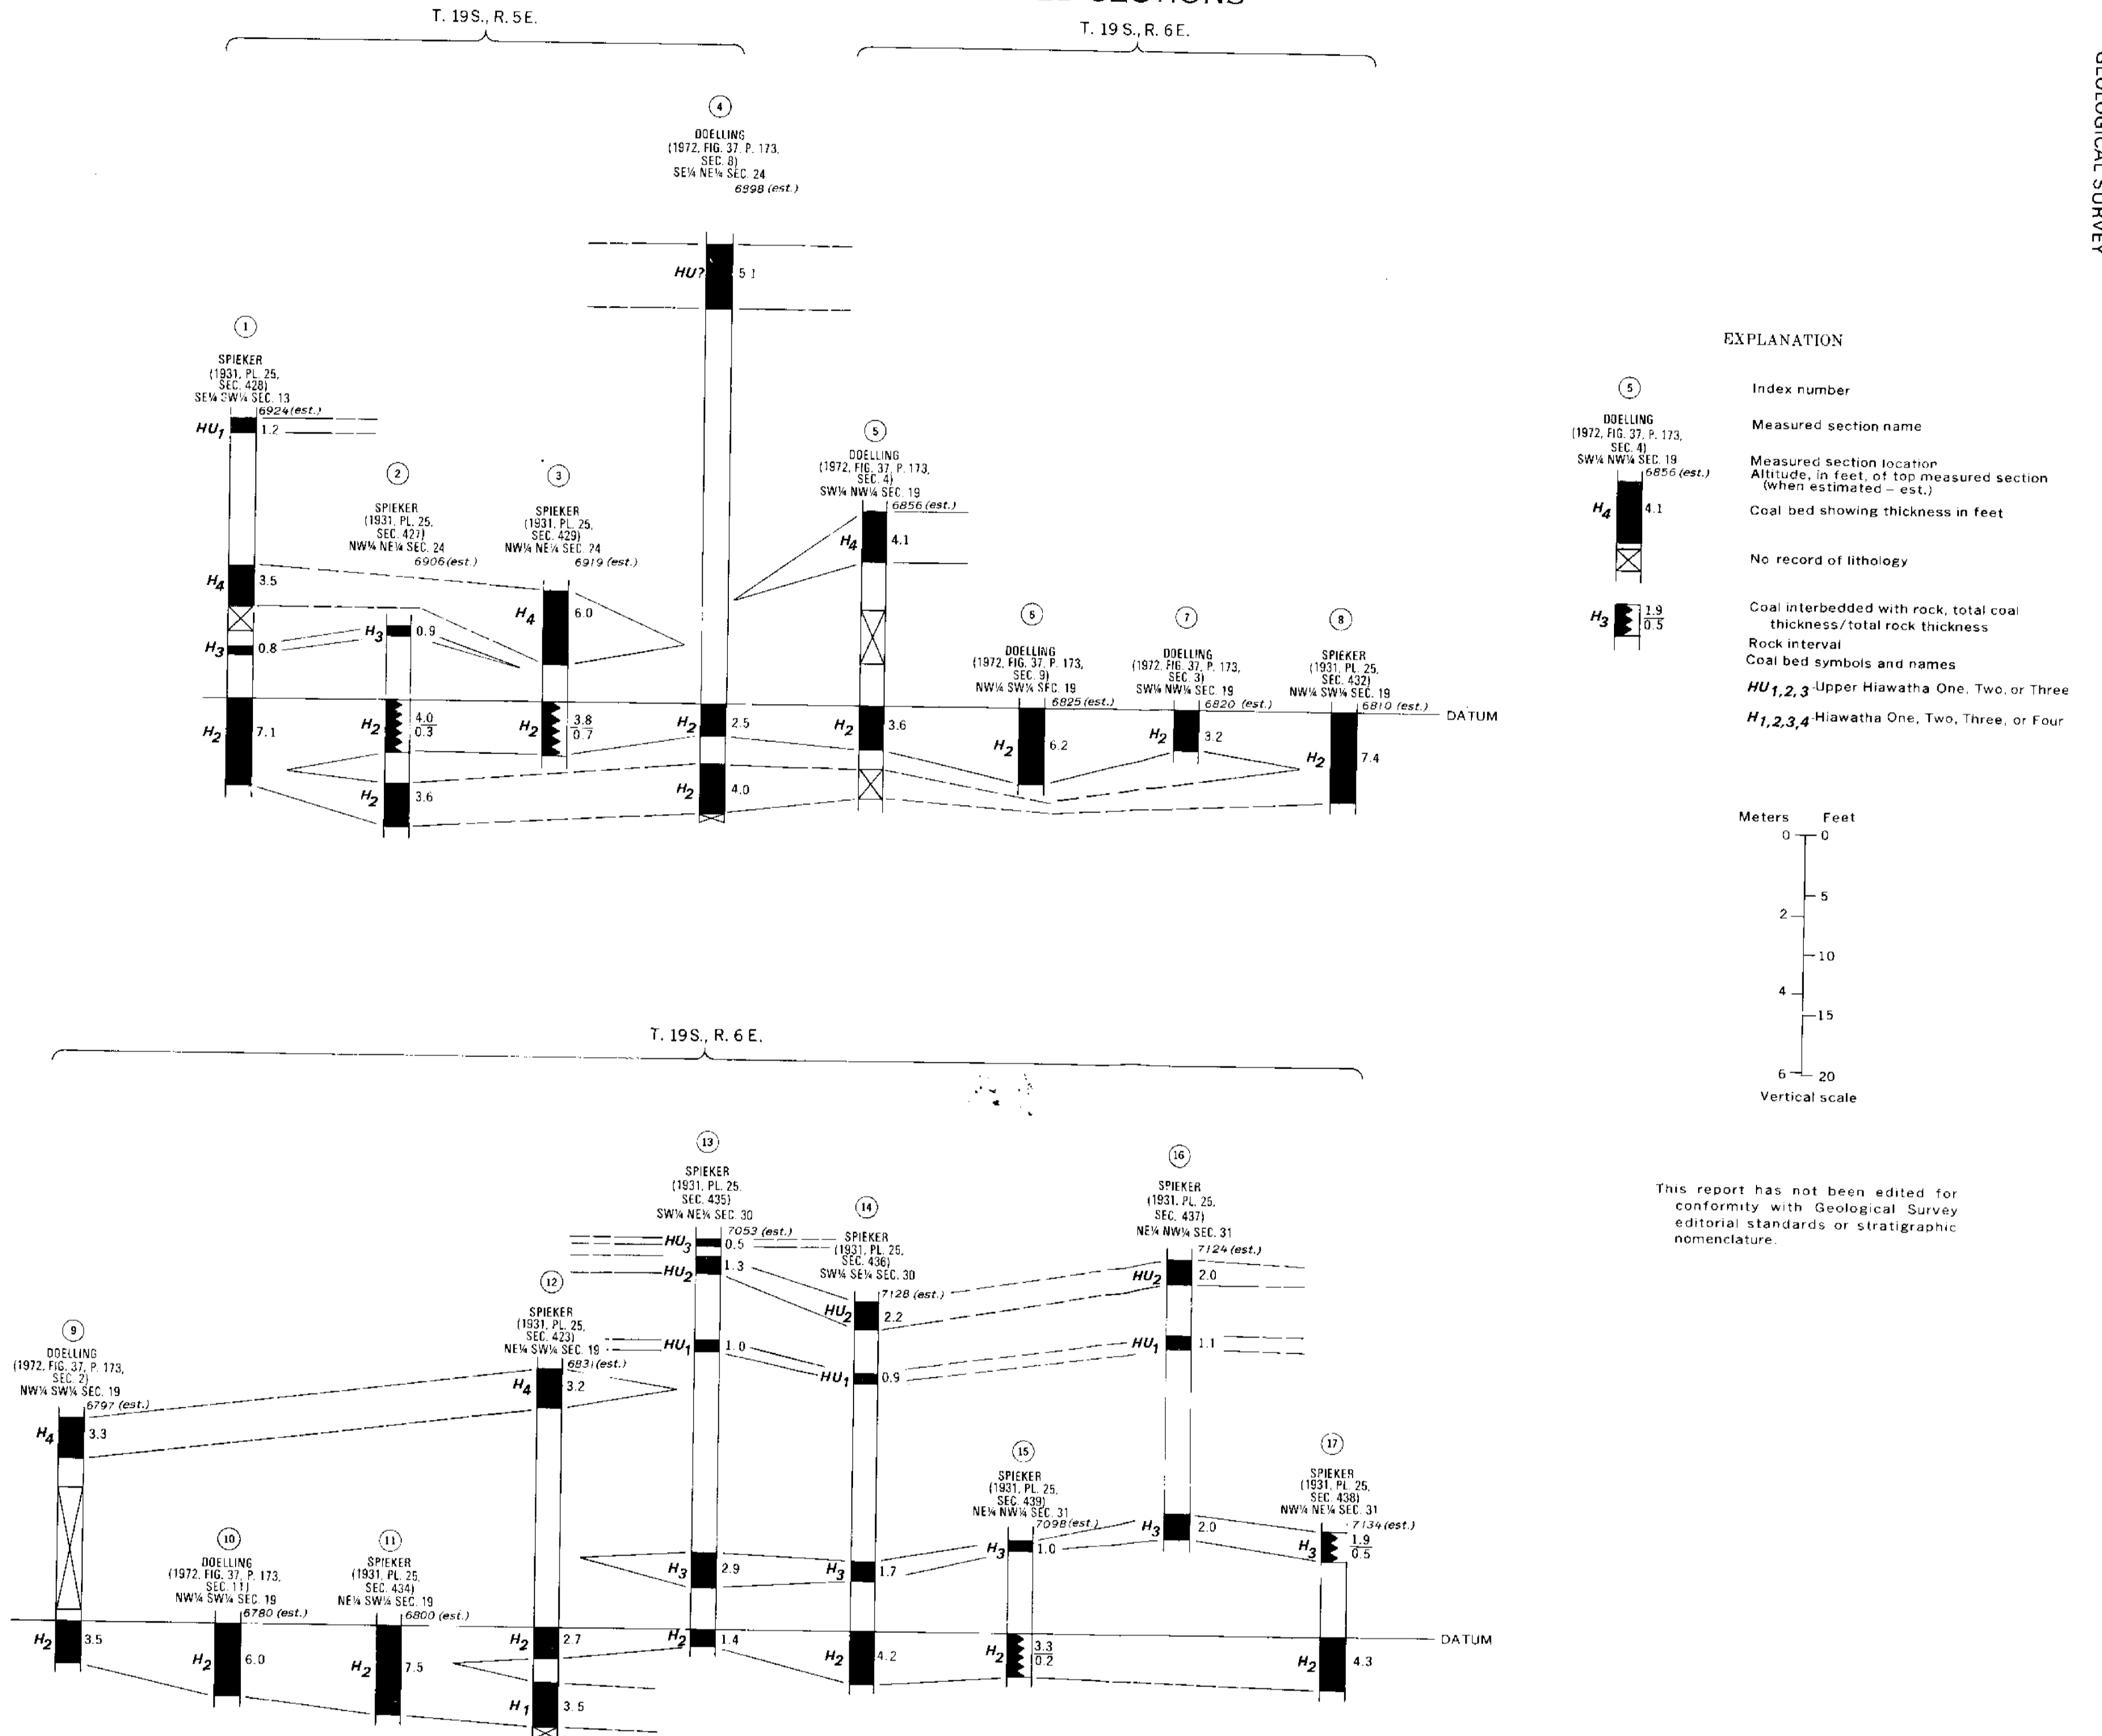 T. 19 S., R. 5 E.
T. 19 S., R. 6 E.
GEOLOGICAL SURVEY
1
SPIEKER
(1931, PL. 25,
SEC. 428)
SE¼ SW¼ SEC. 13
6924 (est.)
HU1 1.2
H4 3.5
H3 0.8
H2 7.1
2
SPIEKER
(1931, PL. 25,
SEC. 427)
NW¼ NE¼ SEC. 24
6906 (est.)
H3 0.9
H2 4.0
0.3
H2 3.6
3
SPIEKER
(1931, PL. 25,
SEC. 429)
NW¼ NE¼ SEC. 24
6919 (est.)
H4 6.0
H2 3.8
0.7
4
DOELLING
(1972, FIG. 37, P. 173,
SEC. 8)
SE¼ NE¼ SEC. 24
6998 (est.)
HU? 5.1
H2 2.5
H2 4.0
5
DOELLING
(1972, FIG. 37, P. 173,
SEC. 4)
SW¼ NW¼ SEC. 19
6856 (est.)
H4 4.1
H2 3.6
6
DOELLING
(1972, FIG. 37, P. 173,
SEC. 9)
NW¼ SW¼ SEC. 19
6825 (est.)
H2 6.2
7
DOELLING
(1972, FIG. 37, P. 173,
SEC. 3)
SW¼ NW¼ SEC. 19
6820 (est.)
H2 3.2
8
SPIEKER
(1931, PL. 25,
SEC. 432)
NW¼ SW¼ SEC. 19
6810 (est.)
H2 7.4
DATUM
EXPLANATION
5
Index number
DOELLING
(1972, FIG. 37, P. 173,
SEC. 4)
SW¼ NW¼ SEC. 19
6856 (est.)
Measured section name
Measured section location
Altitude, in feet, of top measured section
(when estimated – est.)
H4 4.1
Coal bed showing thickness in feet
No record of lithology
H3 1.9
0.5
Coal interbedded with rock, total coal
thickness/total rock thickness
Rock interval
Coal bed symbols and names
HU1,2,3-Upper Hiawatha One, Two, or Three
H1,2,3,4-Hiawatha One, Two, Three, or Four
Meters Feet
0 0
5
2
10
4
15
6 20
Vertical scale
This report has not been edited for
conformity with Geological Survey
editorial standards or stratigraphic
nomenclature.
T. 19 S., R. 6 E.
9
DOELLING
(1972, FIG. 37, P. 173,
SEC. 2)
NW¼ SW¼ SEC. 19
6797 (est.)
H4 3.3
H2 3.5
10
DOELLING
(1972, FIG. 37, P. 173,
SEC. 11)
NW¼ SW¼ SEC. 19
6780 (est.)
H2 6.0
11
SPIEKER
(1931, PL. 25,
SEC. 434)
NE¼ SW¼ SEC. 19
6800 (est.)
H2 7.5
12
SPIEKER
(1931, PL. 25,
SEC. 423)
NE¼ SW¼ SEC. 19
6831 (est.)
H4 3.2
H2 2.7
H1 3.5
13
SPIEKER
(1931, PL. 25,
SEC. 435)
SW¼ NE¼ SEC. 30
7053 (est.)
HU3 0.5
HU2 1.3
HU1 1.0
H3 2.9
H2 1.4
14
SPIEKER
(1931, PL. 25,
SEC. 436)
SW¼ SE¼ SEC. 30
7128 (est.)
HU2 2.2
HU1 0.9
H3 1.7
H2 4.2
15
SPIEKER
(1931, PL. 25,
SEC. 439)
NE¼ NW¼ SEC. 31
7098 (est.)
H3 1.0
H2 3.3
0.2
16
SPIEKER
(1931, PL. 25,
SEC. 437)
NE¼ NW¼ SEC. 31
7124 (est.)
HU2 2.0
HU1 1.1
H3 2.0
17
SPIEKER
(1931, PL. 25,
SEC. 438)
NW¼ NE¼ SEC. 31
7134 (est.)
H3 1.9
0.5
H2 4.3
DATUM